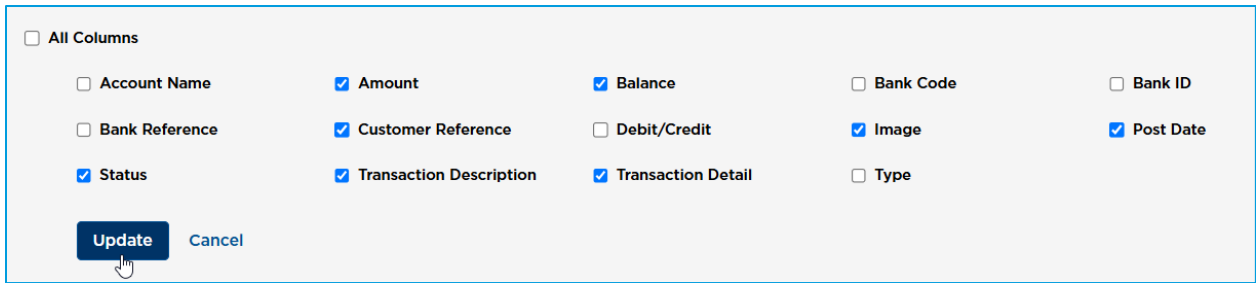 All Columns
Account Name Amount Balance Bank Code Bank ID
Bank Reference Customer Reference Debit/Credit Image Post Date
Status Transaction Description Transaction Detail Type
Update Cancel